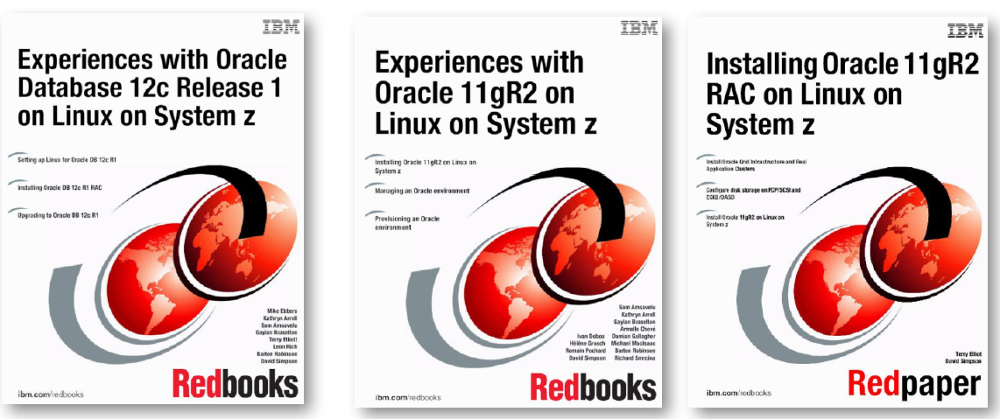 IBM
Experiences with Oracle
Database 12c Release 1
on Linux on System z
Setting up Linux for Oracle DB 12c R1
Installing Oracle DB 12c R1 RAC
Upgrading to Oracle DB 12c R1
Mike Ebbers
Kathryn Arrell
Sam Amsavelu
Gaylan Braselton
Terry Elliott
Leon Rich
Barton Robinson
David Simpson
ibm.com/redbooks
Redbooks
IBM
Experiences with
Oracle 11gR2 on
Linux on System z
Installing Oracle 11gR2 on Linux on
System z
Managing an Oracle environment
Provisioning an Oracle
environment
Sam Amsavelu
Kathryn Arrell
Gaylan Braselton
Armelle Chevé
Ivan Dobos Damian Gallagher
Hélène Grosch Michael MacIsaac
Romain Pochard Barton Robinson
David Simpson Richard Smrcina
ibm.com/redbooks
Redbooks
IBM
Installing Oracle 11gR2
RAC on Linux on
System z
Install Oracle Grid Infrastructure and Real
Application Clusters
Configure disk storage on FCP/SCSI and
ECKD/DASD
Install Oracle 11gR2 on Linux on
System z
Terry Elliot
David Simpson
ibm.com/redbooks
Redpaper